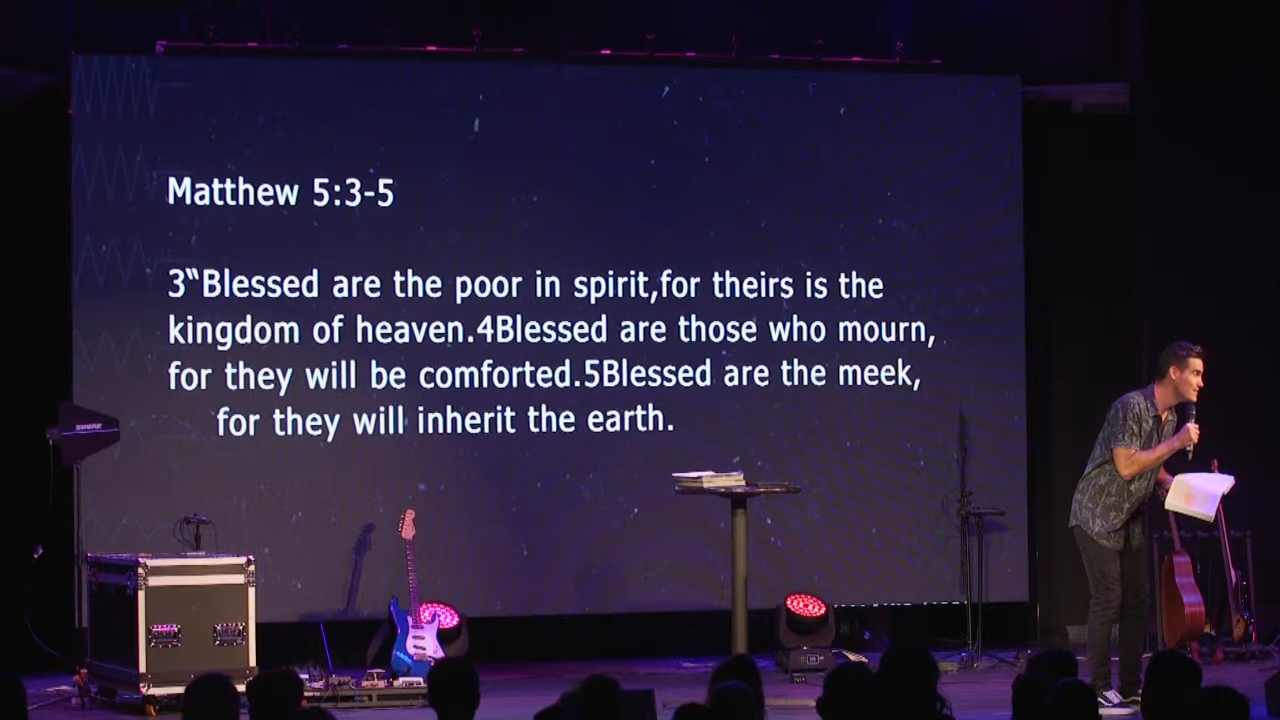 Matthew 5:3-5
3“Blessed are the poor in spirit,for theirs is the
kingdom of heaven.4Blessed are those who mourn,
for they will be comforted.5Blessed are the meek,
for they will inherit the earth.
SHURE